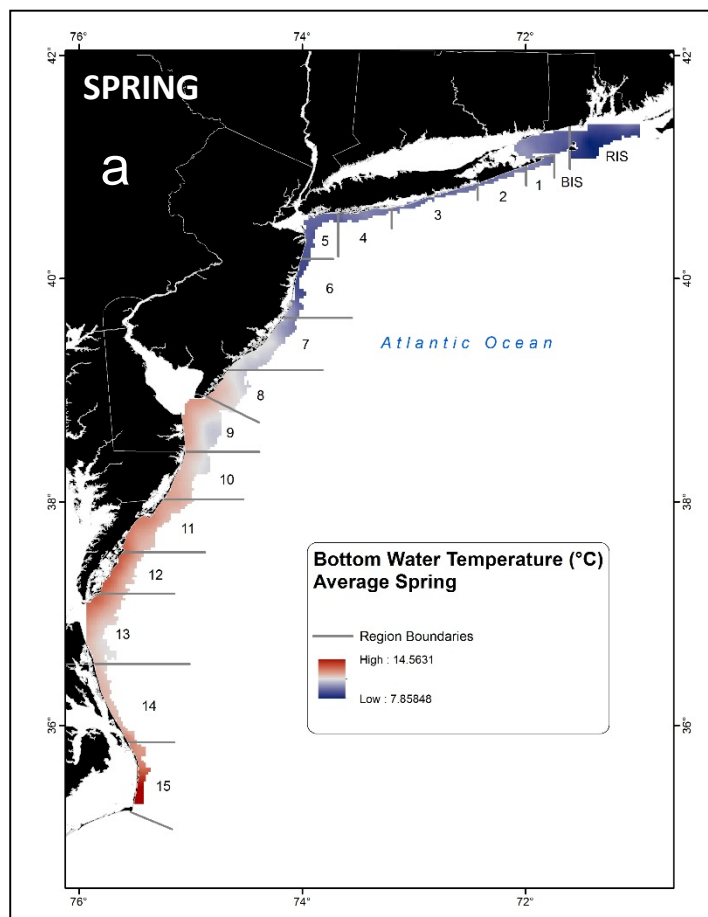 76°
74°
72°
42°
42°
SPRING
a
RIS
BIS
1
2
3
4
5
6
40°
40°
7
Atlantic Ocean
8
9
10
38°
38°
11
12
13
14
15
36°
36°
Bottom Water Temperature (°C)
Average Spring
Region Boundaries
High : 14.5631
Low : 7.85848
76°
74°
72°